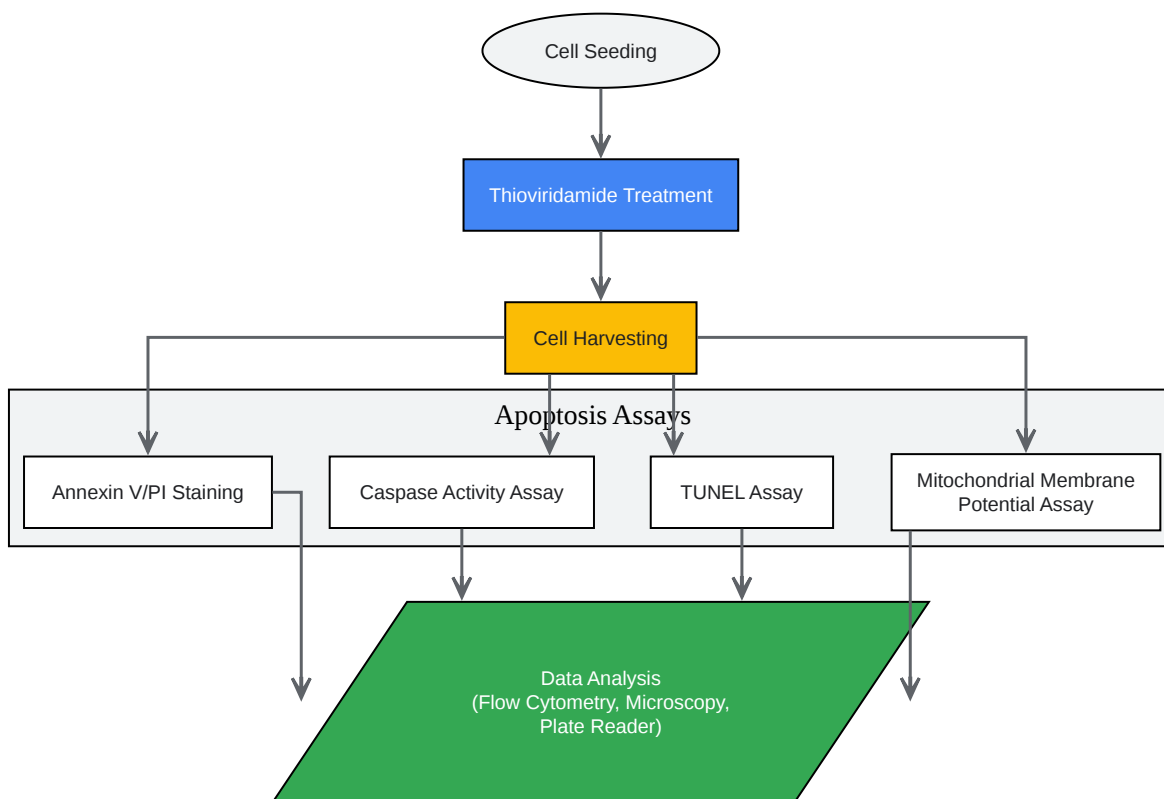 Cell Seeding
Thioviridamide Treatment
Cell Harvesting
Apoptosis Assays
Annexin V/PI Staining
Caspase Activity Assay
TUNEL Assay
Mitochondrial Membrane
Potential Assay
Data Analysis
(Flow Cytometry, Microscopy,
Plate Reader)